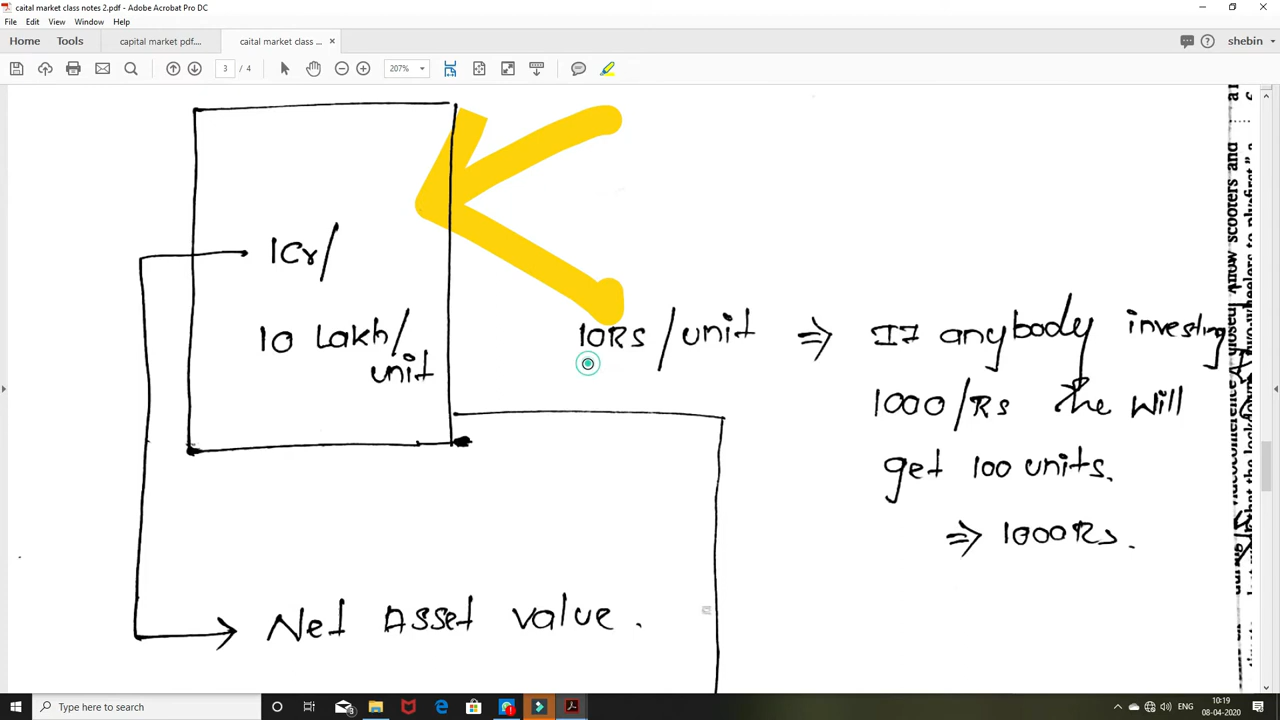 caital market class notes 2.pdf - Adobe Acrobat Pro DC
File Edit View Window Help
Home Tools capital market pdf.... caital market class ... × shebin
3 / 4 207%
1Cr/
10 Lakh/
unit
10Rs /unit ⇒ If anybody investing
1000/Rs the will
get 100 units.
⇒ 1000Rs.
Net Asset value.
Type here to search
10:19
08-04-2020